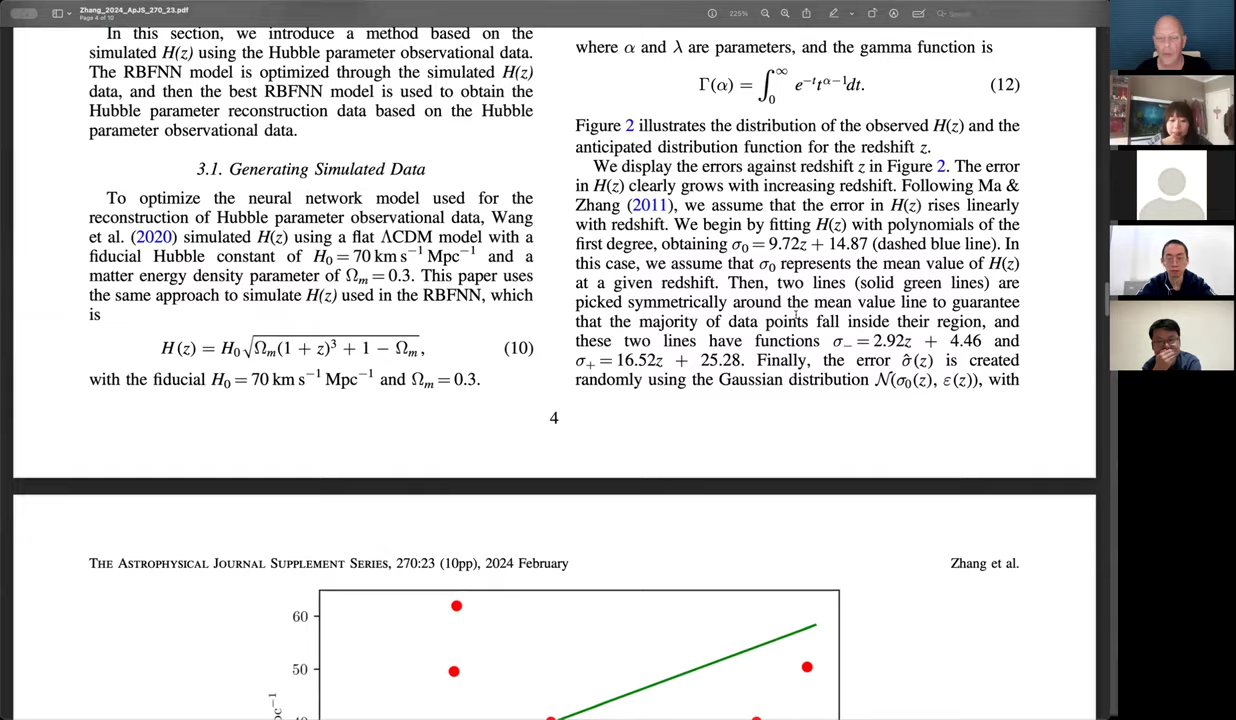 Zhang_2024_ApJS_270_23.pdf
Page 4 of 10
225%
Search
In this section, we introduce a method based on the
simulated H(z) using the Hubble parameter observational data.
The RBFNN model is optimized through the simulated H(z)
data, and then the best RBFNN model is used to obtain the
Hubble parameter reconstruction data based on the Hubble
parameter observational data.
3.1. Generating Simulated Data
To optimize the neural network model used for the
reconstruction of Hubble parameter observational data, Wang
et al. (2020) simulated H(z) using a flat ΛCDM model with a
fiducial Hubble constant of H₀ = 70 km s⁻¹ Mpc⁻¹ and a
matter energy density parameter of Ωₘ = 0.3. This paper uses
the same approach to simulate H(z) used in the RBFNN, which
is
H(z) = H₀√(Ωₘ(1 + z)³ + 1 − Ωₘ), (10)
with the fiducial H₀ = 70 km s⁻¹ Mpc⁻¹ and Ωₘ = 0.3.
where α and λ are parameters, and the gamma function is
Γ(α) = ∫₀^∞ e⁻ᵗt^(α−1)dt. (12)
Figure 2 illustrates the distribution of the observed H(z) and the
anticipated distribution function for the redshift z.
We display the errors against redshift z in Figure 2. The error
in H(z) clearly grows with increasing redshift. Following Ma &
Zhang (2011), we assume that the error in H(z) rises linearly
with redshift. We begin by fitting H(z) with polynomials of the
first degree, obtaining σ₀ = 9.72z + 14.87 (dashed blue line). In
this case, we assume that σ₀ represents the mean value of H(z)
at a given redshift. Then, two lines (solid green lines) are
picked symmetrically around the mean value line to guarantee
that the majority of data points fall inside their region, and
these two lines have functions σ₋ = 2.92z + 4.46 and
σ₊ = 16.52z + 25.28. Finally, the error σ̂(z) is created
randomly using the Gaussian distribution 𝒩(σ₀(z), ε(z)), with
4
THE ASTROPHYSICAL JOURNAL SUPPLEMENT SERIES, 270:23 (10pp), 2024 February
Zhang et al.
60
50